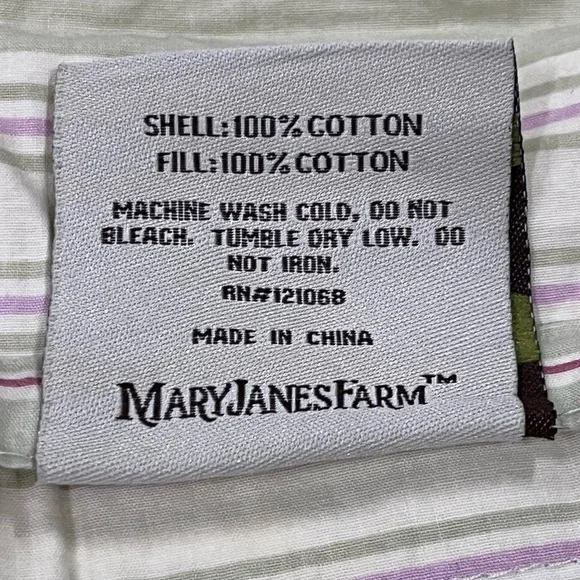 SHELL:100% COTTON
FILL:100% COTTON
MACHINE WASH COLD, DO NOT
BLEACH. TUMBLE DRY LOW. DO
NOT IRON.
RN#121068
MADE IN CHINA
MARYJANESFARM™